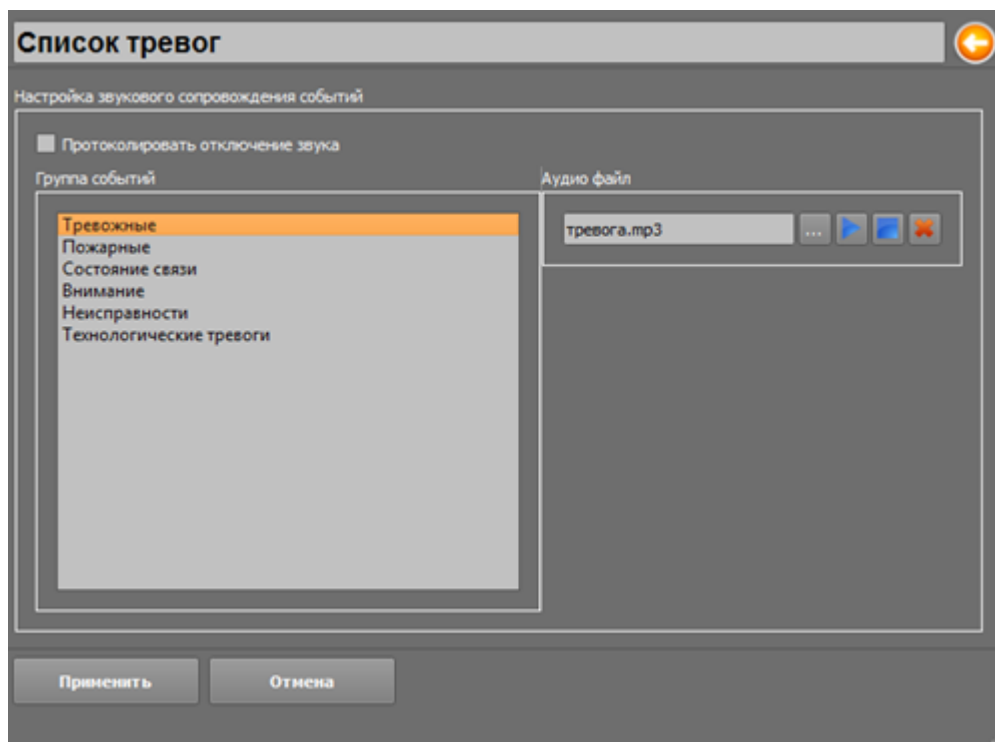 Список тревог
Настройка звукового сопровождения событий
Протоколировать отключение звука
Группа событий
Аудио файл
Тревожные
тревога.mp3
...
Пожарные
Состояние связи
Внимание
Неисправности
Технологические тревоги
Применить
Отмена